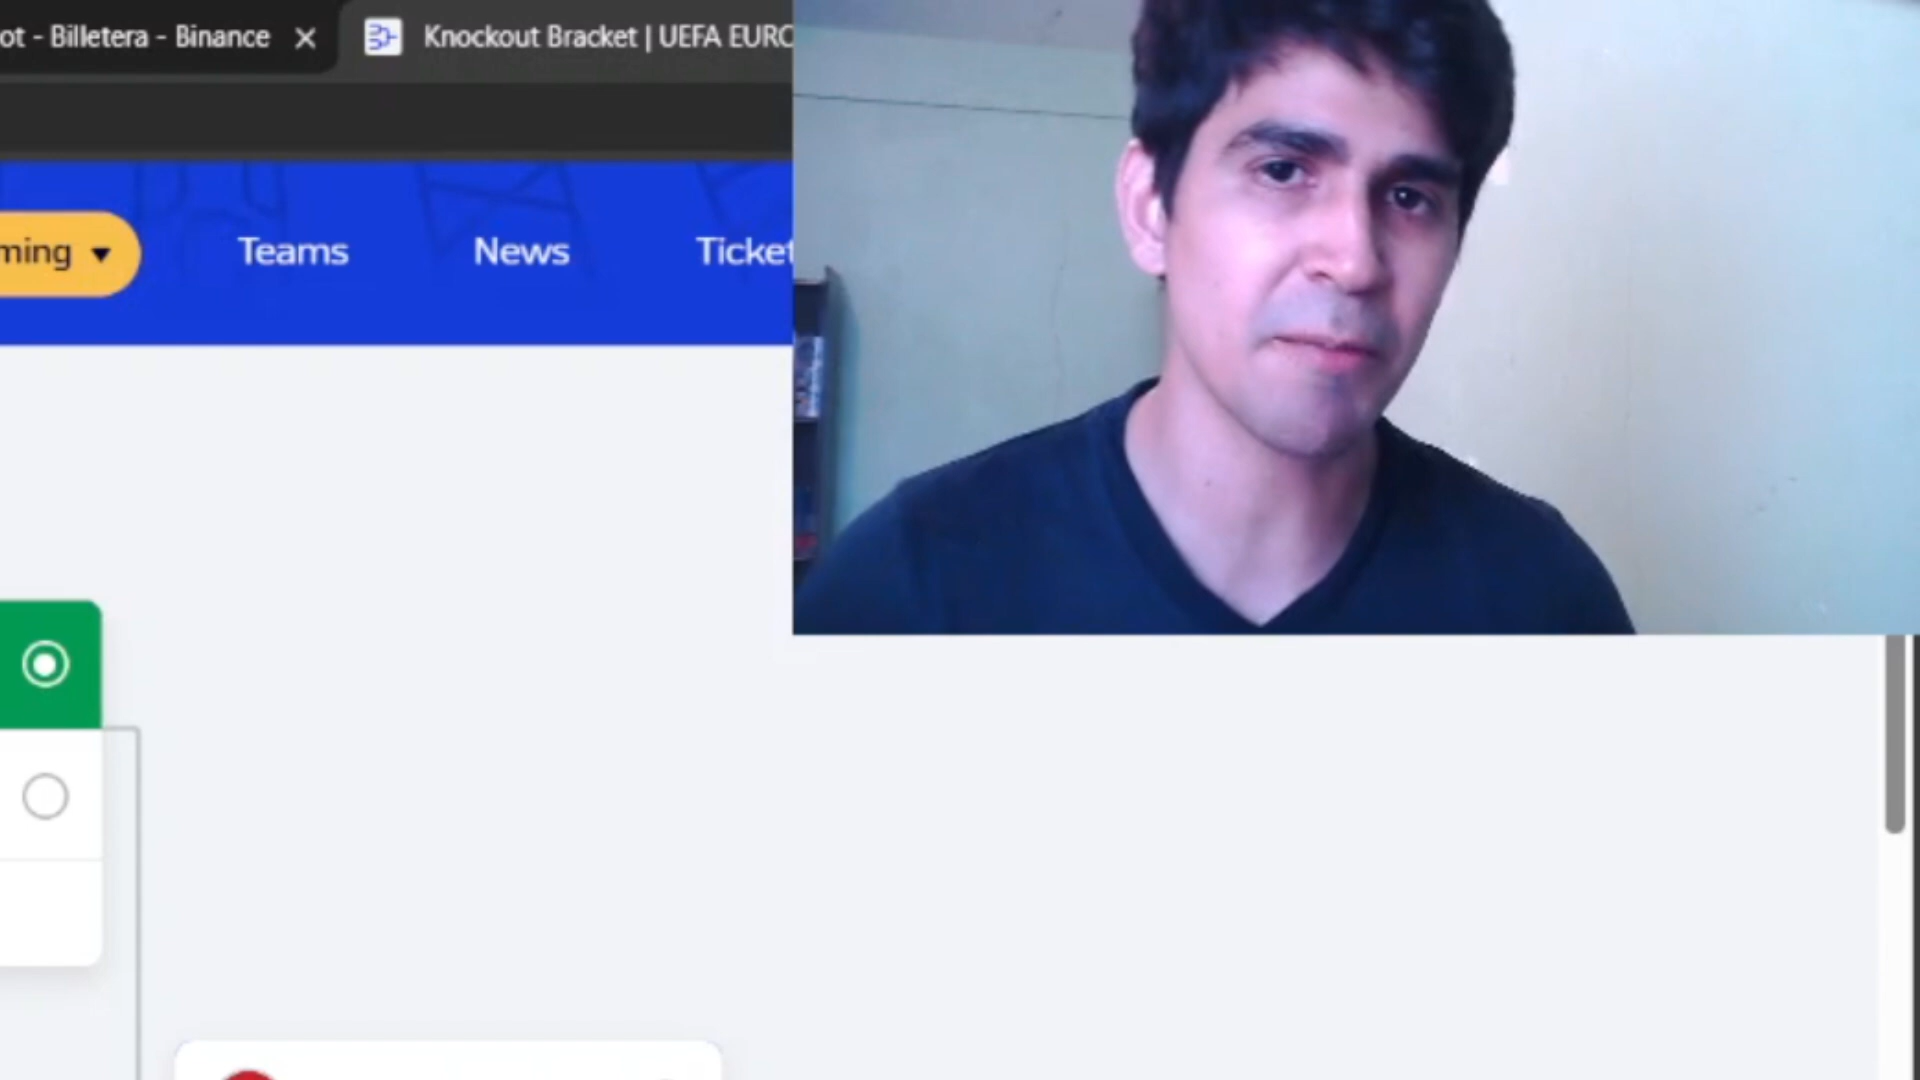 ot - Billetera - Binance
Knockout Bracket | UEFA EURO
ming
Teams
News
Ticket